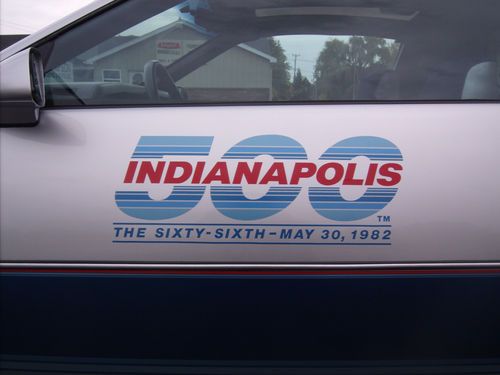 500
INDIANAPOLIS
TM
THE SIXTY-SIXTH-MAY 30, 1982